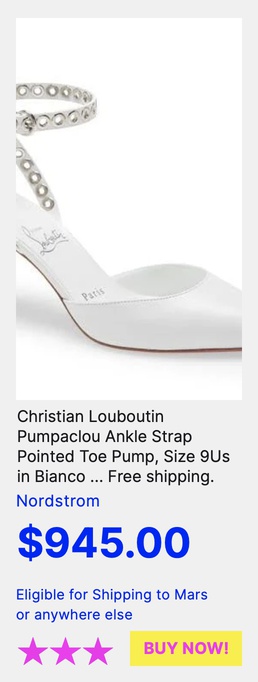 Louboutin
Paris
Christian Louboutin
Pumpaclou Ankle Strap
Pointed Toe Pump, Size 9Us
in Bianco ... Free shipping.
Nordstrom
$945.00
Eligible for Shipping to Mars
or anywhere else
BUY NOW!